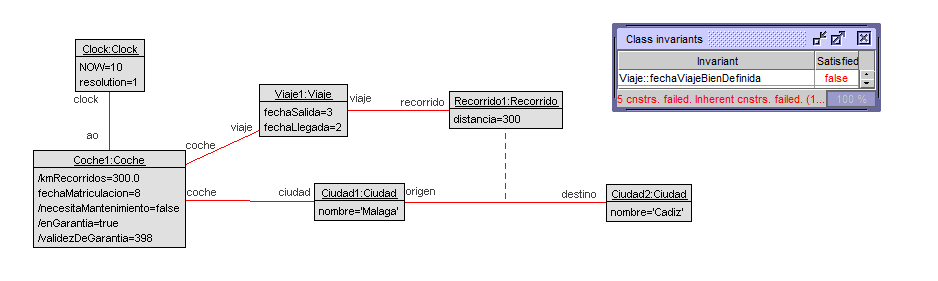 Clock:Clock
NOW=10
resolution=1
clock
ao
Class invariants
Invariant
Satisfied
Viaje::fechaViajeBienDefinida
false
5 cnstrs. failed. Inherent cnstrs. failed. (1...
100 %
Viaje1:Viaje
fechaSalida=3
fechaLlegada=2
viaje
recorrido
Recorrido1:Recorrido
distancia=300
viaje
coche
Coche1:Coche
/kmRecorridos=300.0
fechaMatriculacion=8
/necesitaMantenimiento=false
/enGarantia=true
/validezDeGarantia=398
coche
ciudad
Ciudad1:Ciudad
nombre='Malaga'
origen
destino
Ciudad2:Ciudad
nombre='Cadiz'